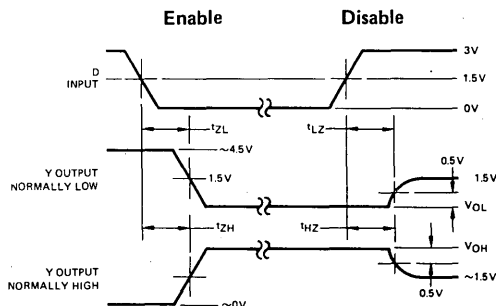 Enable Disable
D
INPUT
3V
1.5V
0V
tZL
tLZ
~4.5V
0.5V
1.5V
Y OUTPUT
NORMALLY LOW
1.5V
VOL
tZH
tHZ
VOH
Y OUTPUT
NORMALLY HIGH
~1.5V
0.5V
~0V